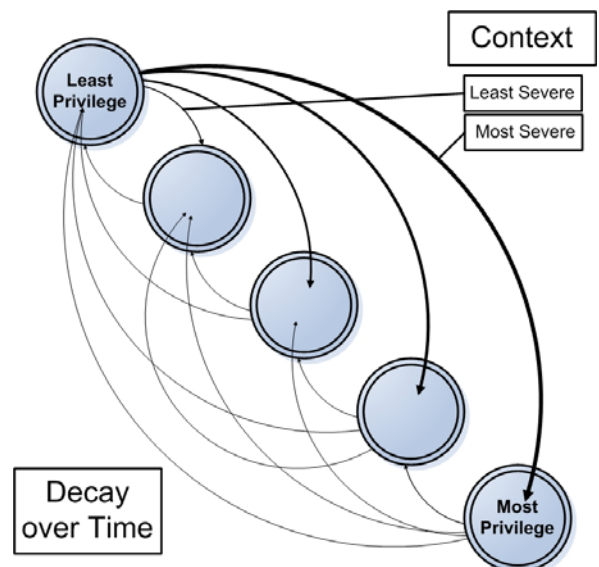 Context
Least
Privilege
Least Severe
Most Severe
Decay
over Time
Most
Privilege